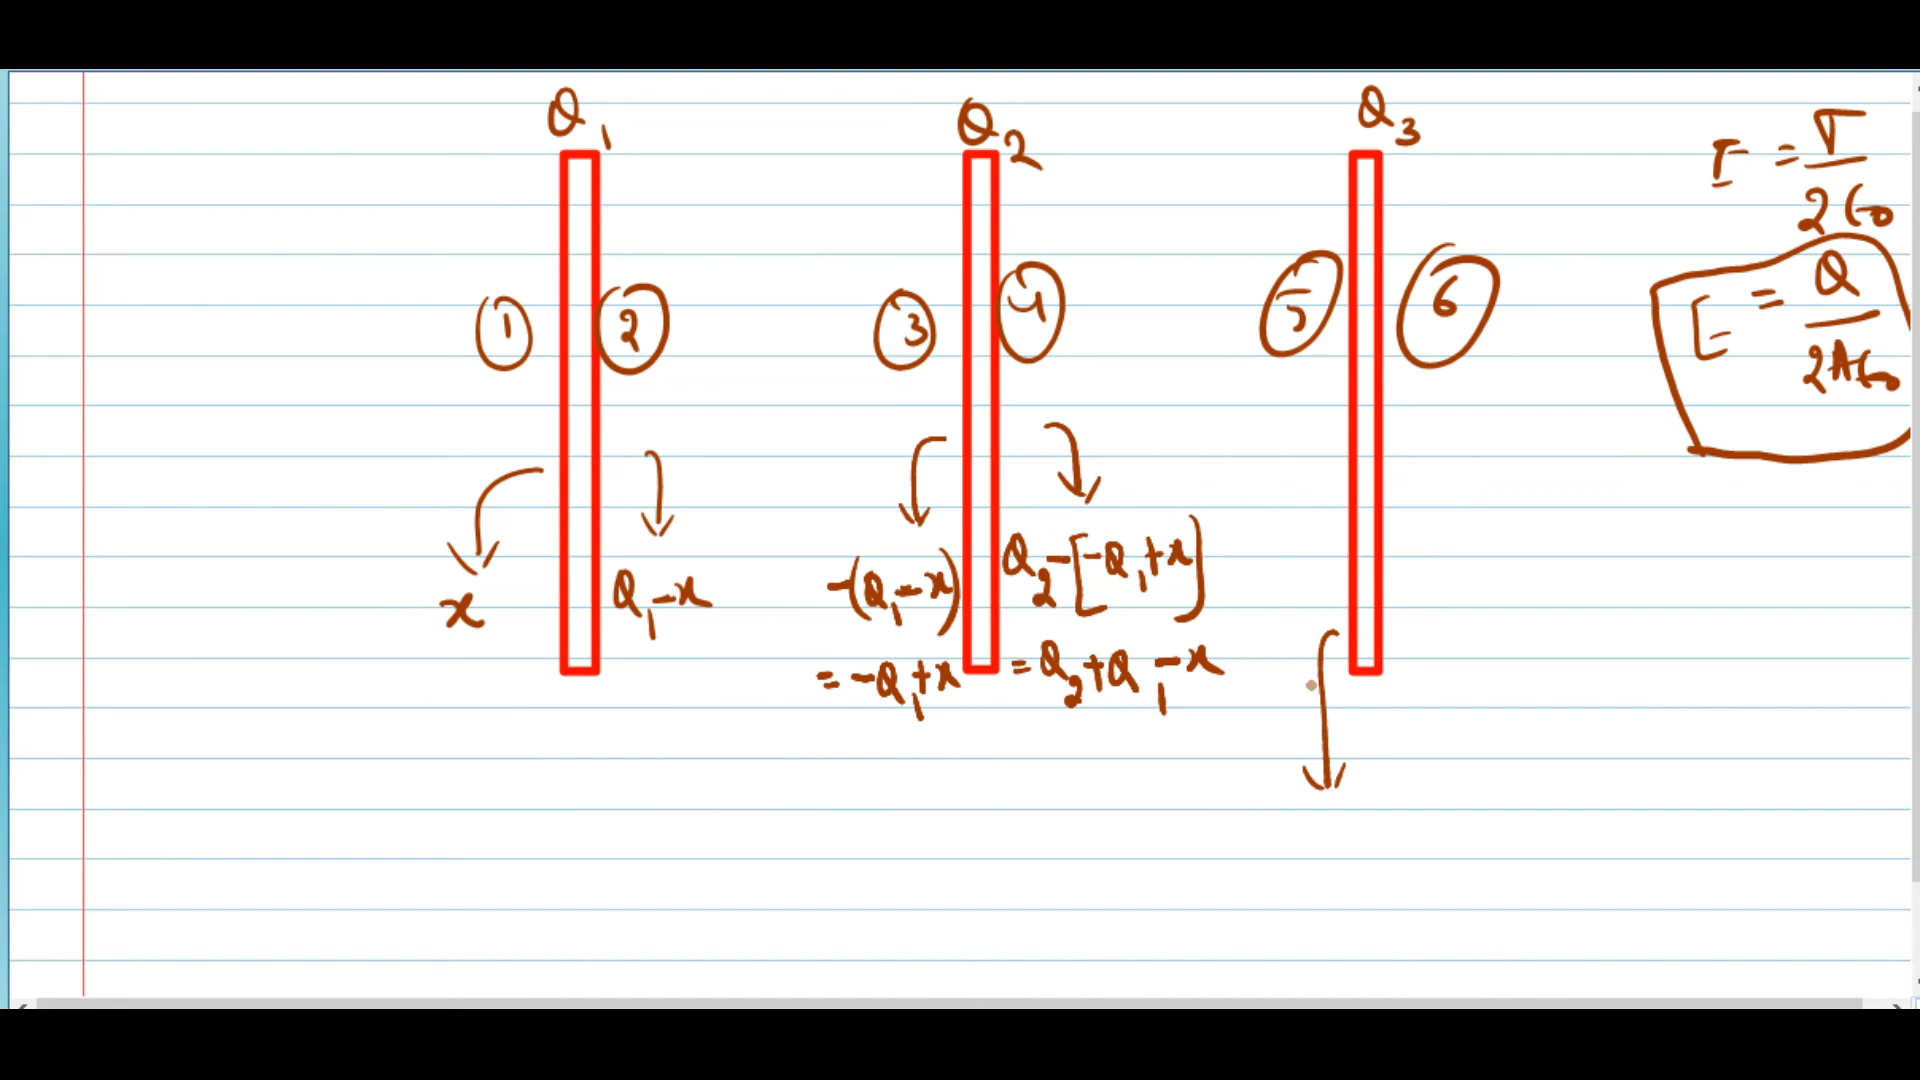 Q₁ Q₂ Q₃
E = σ/2ϵ₀
E = Q/2Aϵ₀
① ② ③ ④ ⑤ ⑥
x Q₁-x -(Q₁-x) Q₂-[-Q₁+x]
= -Q₁+x = Q₂+Q₁-x